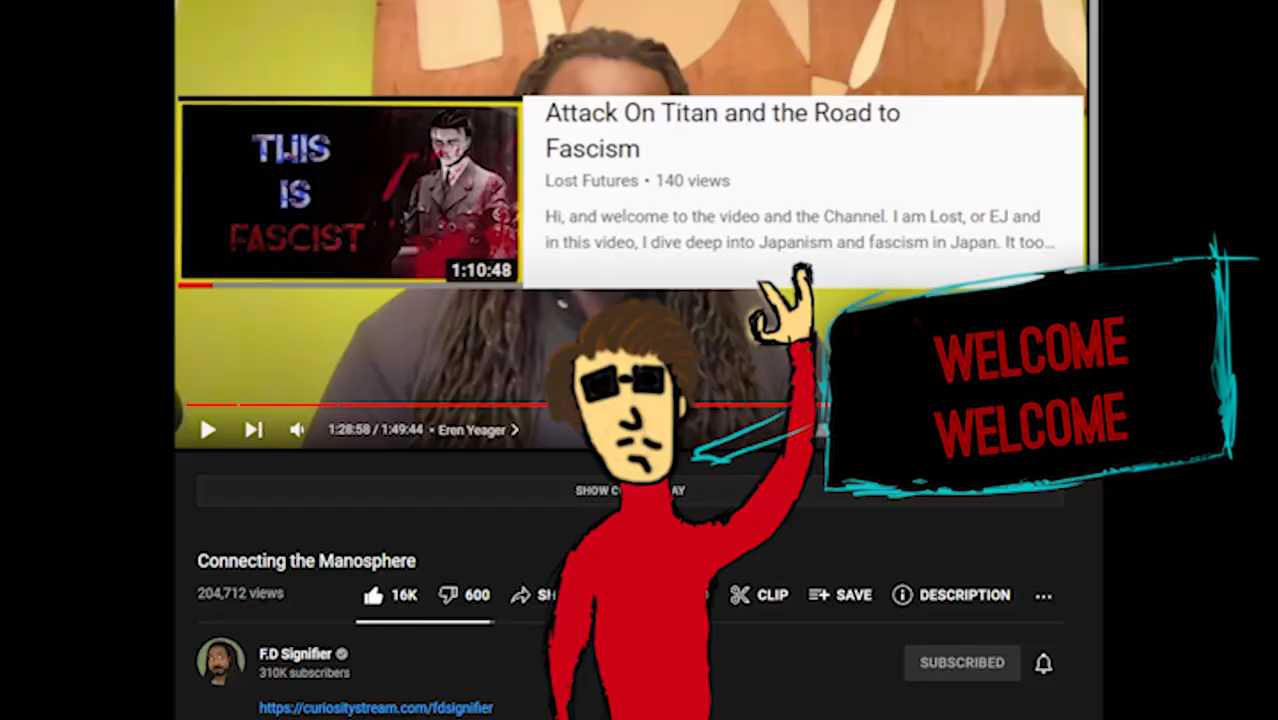 Attack On Titan and the Road to
Fascism
Lost Futures • 140 views
Hi, and welcome to the video and the Channel. I am Lost, or EJ and
in this video, I dive deep into Japanism and fascism in Japan. It too...
THIS
IS
FASCIST
1:10:48
WELCOME
WELCOME
1:28:58 / 1:49:44 • Eren Yeager
SHOW
AY
Connecting the Manosphere
204,712 views
16K
600
CLIP
SAVE
DESCRIPTION
F.D Signifier
310K subscribers
SUBSCRIBED
https://curiositystream.com/fdsignifier